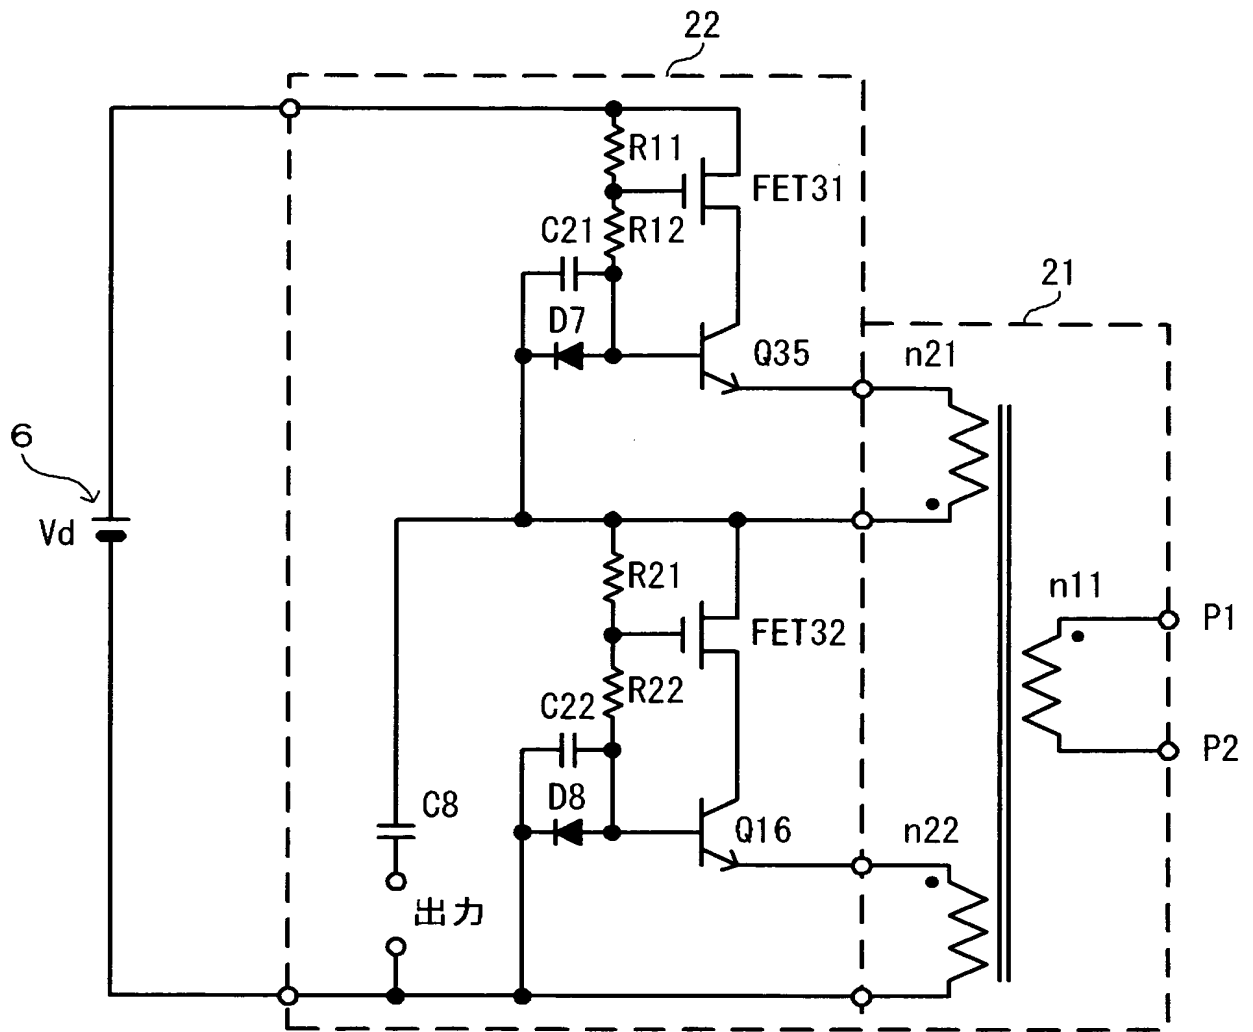 22
R11
FET31
C21
R12
21
D7
Q35
n21
6
Vd
R21
n11
P1
FET32
R22
C22
P2
D8
C8
Q16
n22
出力